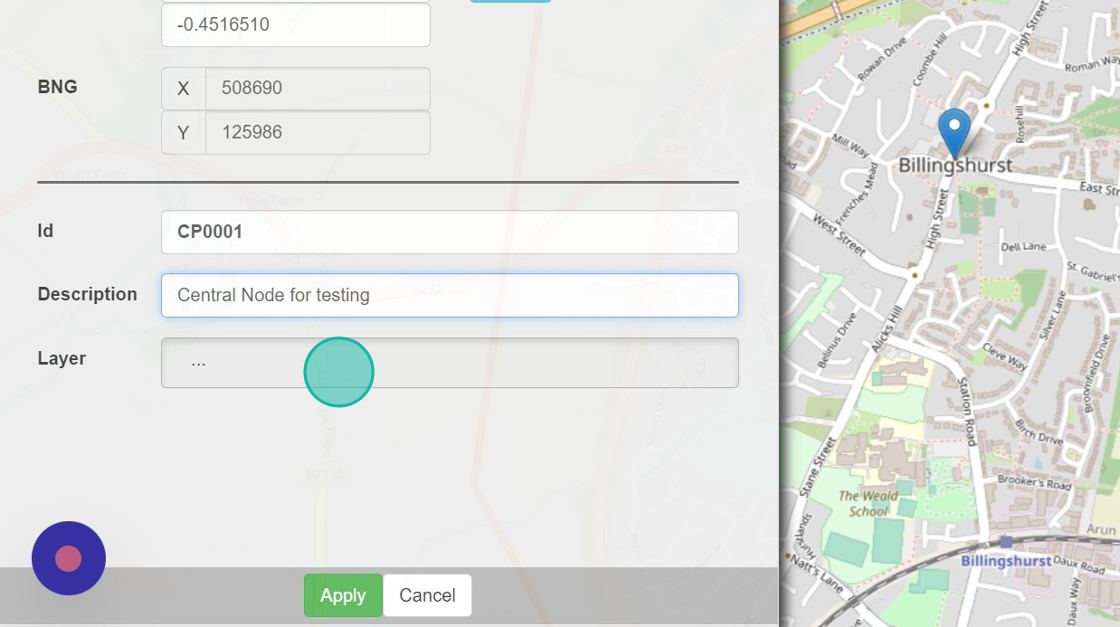 -0.4516510
BNG
X
508690
Y
125986
Id
CP0001
Description
Central Node for testing
Layer
...
Apply
Cancel
High Street
Rowan Drive
Coombe Hill
Roman Way
Rosehill
Mill Way
Billingshurst
Frenches Mead
East Str
High Street
West Street
Dell Lane
St. Gabriel's
Silver Lane
Belinus Drive
Alicks Hill
Cleve Way
Broomfield Drive
Station Road
Birch Drive
Stane Street
Brooker's Road
The Weald
School
Arun
Billingshurst
Daux Road
Natt's Lane
Daux Way
A272
A29